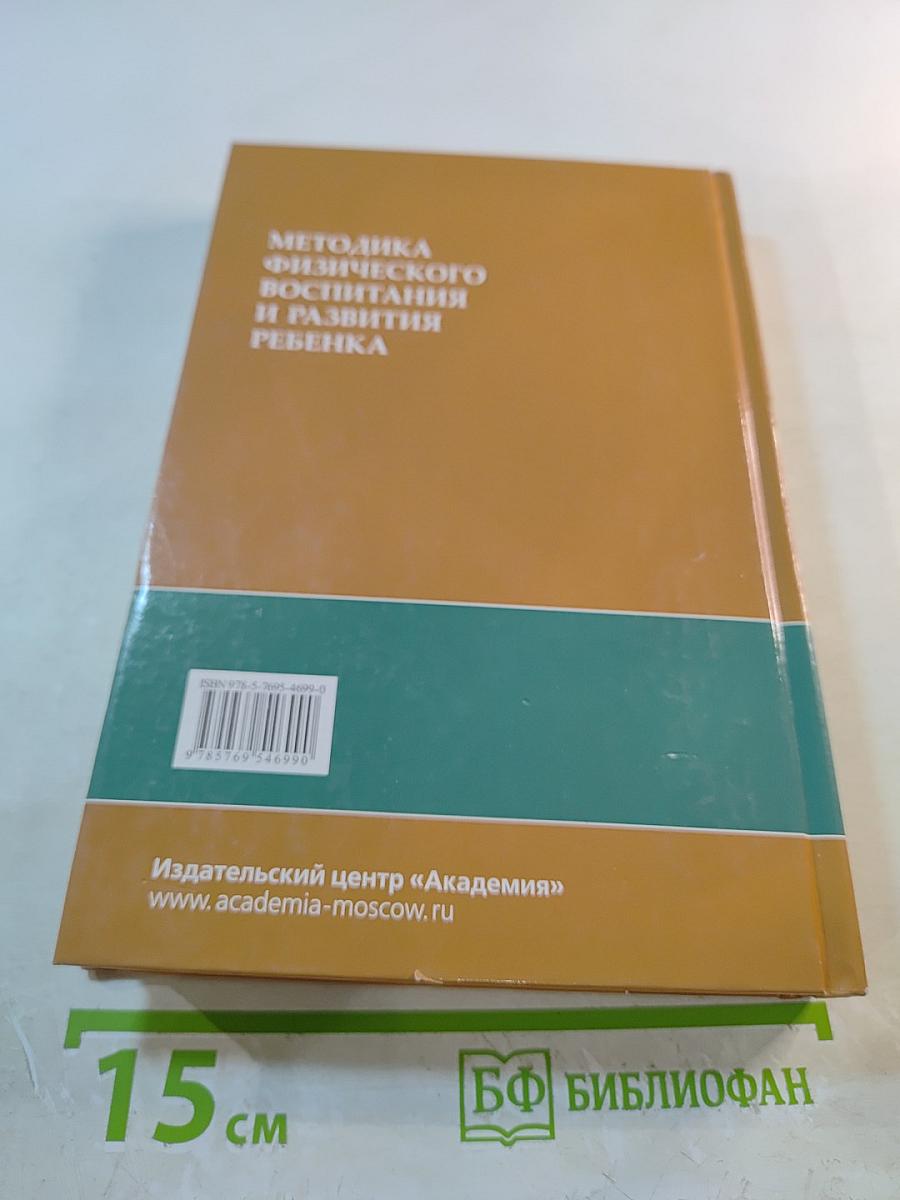 МЕТОДИКА
ФИЗИЧЕСКОГО
ВОСПИТАНИЯ
И РАЗВИТИЯ
РЕБЕНКА
ISBN 978-5-7695-4699-0
9 785769 546990
Издательский центр «Академия»
www.academia-moscow.ru
15 см
БФ БИБЛИОФАН